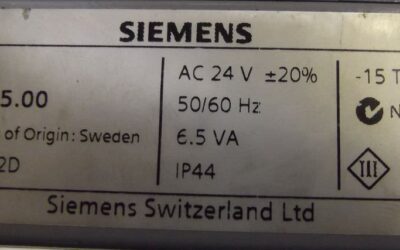 SIEMENS
AC 24 V ±20%
-15 T
5.00
50/60 Hz
N
of Origin: Sweden
6.5 VA
2D
IP44
III
Siemens Switzerland Ltd